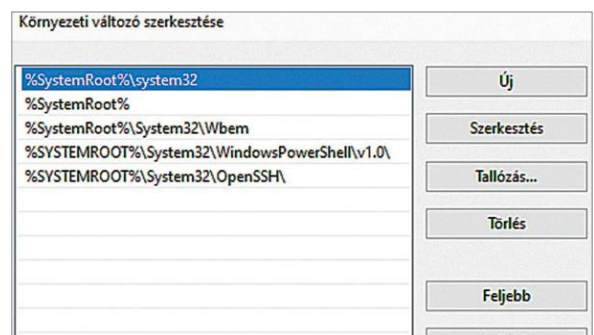 Környezeti változó szerkesztése
%SystemRoot%\system32
%SystemRoot%
%SystemRoot%\System32\Wbem
%SYSTEMROOT%\System32\WindowsPowerShell\v1.0\
%SYSTEMROOT%\System32\OpenSSH\
Új
Szerkesztés
Tallózás...
Törlés
Feljebb